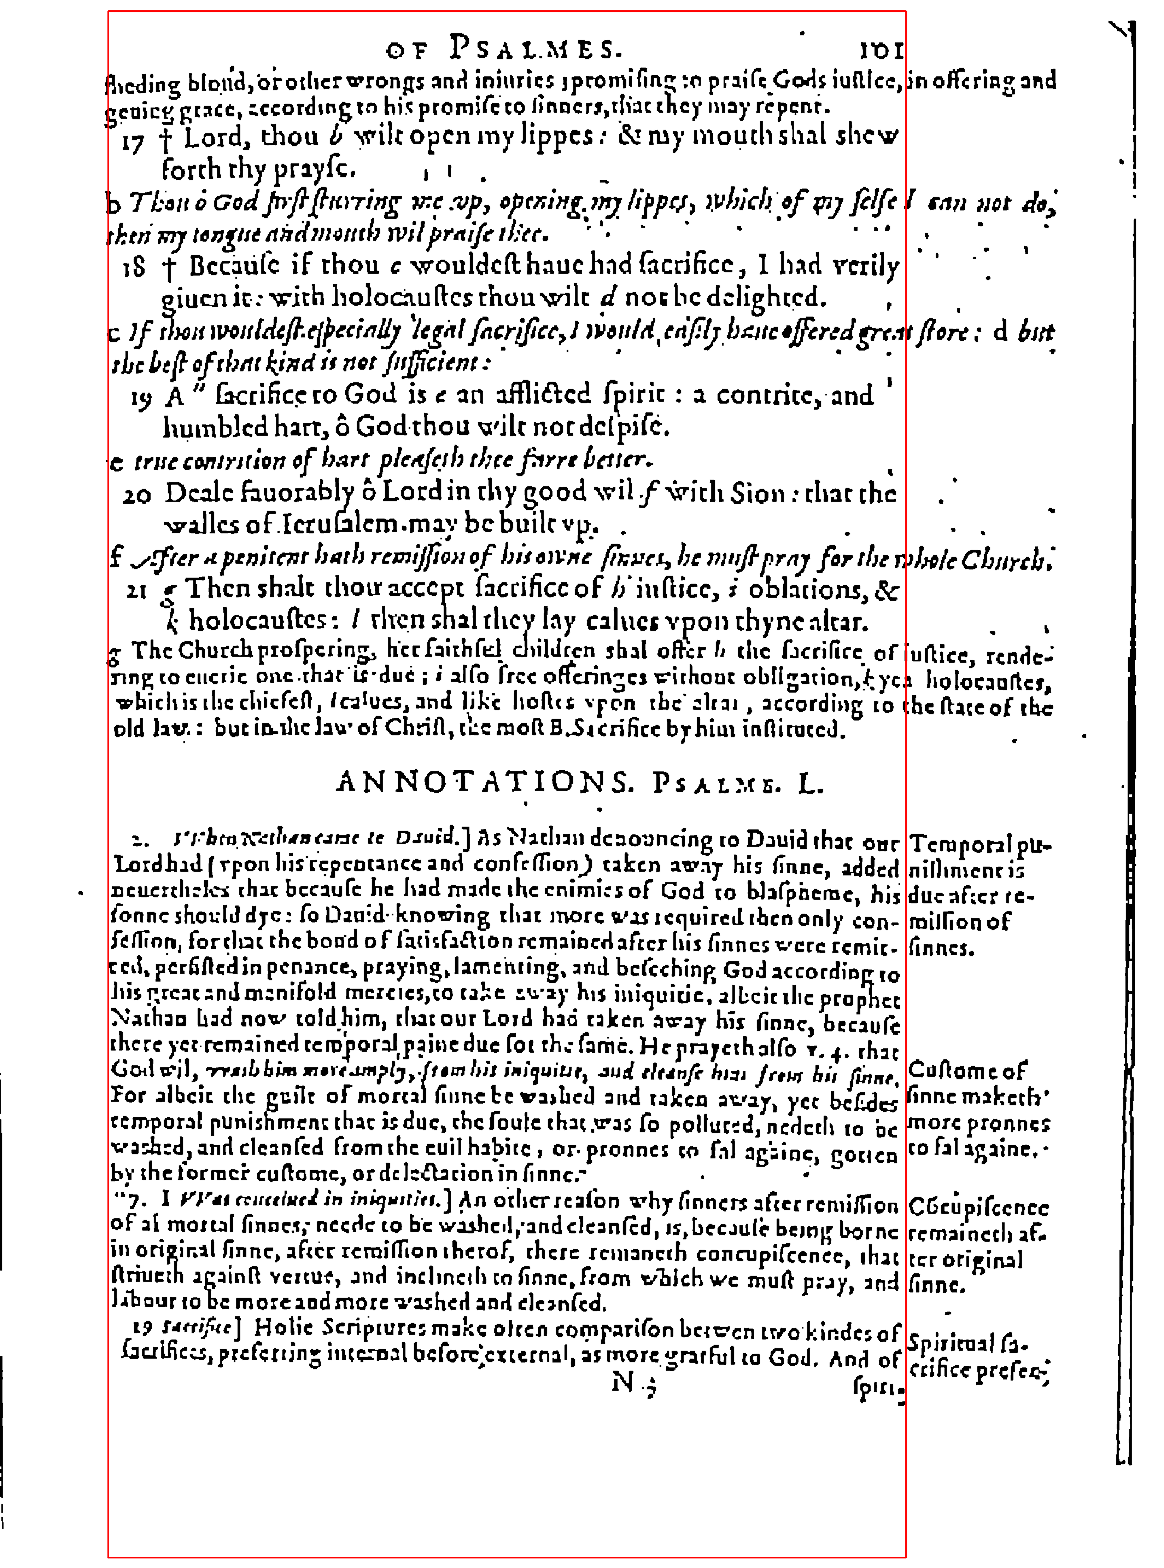 OF PSALMES. 101
sheding bloud, or other wrongs and iniuries ; promising to praise Gods iustice, in offering and
geuing grace, according to his promise to sinners, that they may repent.
17 † Lord, thou b wilt open my lippes : & my mouth shal shew
forth thy prayse.
b Thou ô God first sturring me vp, opening my lippes, which of my selfe I can not do,
then my tongue and mouth wil praise thee.
18 † Because if thou c wouldest haue had sacrifice, I had verily
giuen it : with holocaustes thou wilt d not be delighted.
c If thou wouldest especially legal sacrifice, I would easily haue offered great store : d but
the best of that kind is not sufficient :
19 A " sacrifice to God is e an afflicted spirit : a contrite, and
humbled hart, ô God thou wilt not despise.
e true contrition of hart pleaseth thee farre better.
20 Deale fauorably ô Lord in thy good wil f with Sion : that the
walles of Ierusalem may be built vp.
f After a penitent hath remission of his owne sinnes, he must pray for the whole Church.
21 g Then shalt thou accept sacrifice of h iustice, i oblations, &
k holocaustes : l then shal they lay calues vpon thyne altar.
g The Church prospering, her faithful children shal offer h the sacrifice of iustice, rende-
ring to euerie one that is due ; i also free offeringes without obligation, k yea holocaustes,
which is the chiefest, l calues, and like hostes vpon the altar, according to the state of the
old law : but in the law of Christ, the most B. Sacrifice by him instituted.
ANNOTATIONS. PSALME. L.
2. VVhen Nathan came to Dauid.] As Nathan denouncing to Dauid that our
Lord had (vpon his repentance and confession) taken away his sinne, added
neuertheles that because he had made the enimies of God to blaspheme, his
sonne should dye : so Dauid knowing that more was required then only con-
fession, for that the bond of satisfaction remained after his sinnes were remit-
ted, persisted in penance, praying, lamenting, and beseeching God according to
his great and manifold mercies, to take away his iniquitie, albeit the prophet
Nathan had now told him, that our Lord had taken away his sinne, because
there yet remained temporal paine due for the same. He prayeth also v. 4. that
God wil, wash him more amply, from his iniquitie, and cleanse him from his sinne.
For albeit the guilt of mortal sinne be washed and taken away, yet besides
temporal punishment that is due, the soule that was so polluted, nedeth to be
washed, and cleansed from the euil habite, or pronnes to fal againe, gotten
by the former custome, or delectation in sinne.
"7. I VVas conceiued in iniquities.] An other reason why sinners after remission
of al mortal sinnes, neede to be washed, and cleansed, is, because being borne
in original sinne, after remission therof, there remaneth concupiscence, that
striueth against vertue, and inclineth to sinne, from which we must pray, and
labour to be more and more washed and cleansed.
19 Sacrifice] Holie Scriptures make often comparison betwen two kindes of
sacrifices, preferring internal before external, as more grateful to God. And of
N 3 spiri-
Temporal pu-
nishment is
due after re-
mission of
sinnes.
Custome of
sinne maketh
more pronnes
to fal againe.
Cõcupiscence
remaineth af-
ter original
sinne.
Spiritual sa-
crifice prefer-